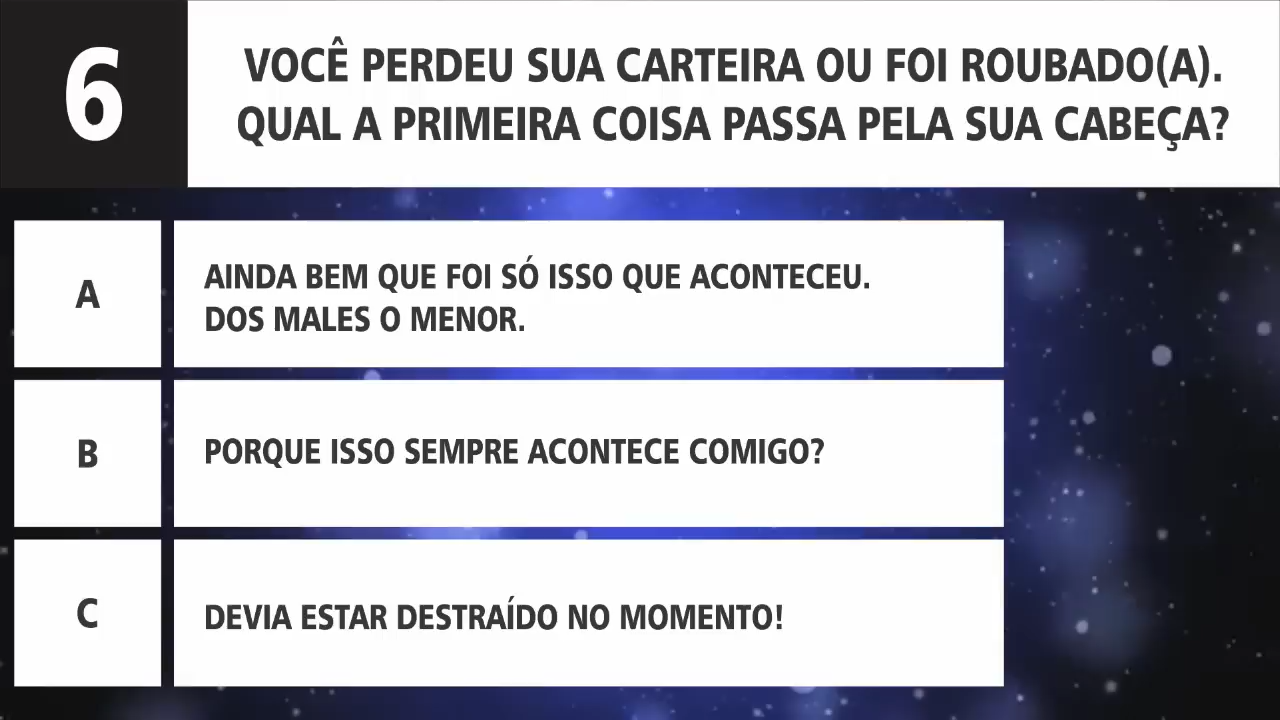 6
VOCÊ PERDEU SUA CARTEIRA OU FOI ROUBADO(A).
QUAL A PRIMEIRA COISA PASSA PELA SUA CABEÇA?
A
AINDA BEM QUE FOI SÓ ISSO QUE ACONTECEU.
DOS MALES O MENOR.
B
PORQUE ISSO SEMPRE ACONTECE COMIGO?
C
DEVIA ESTAR DESTRAÍDO NO MOMENTO!